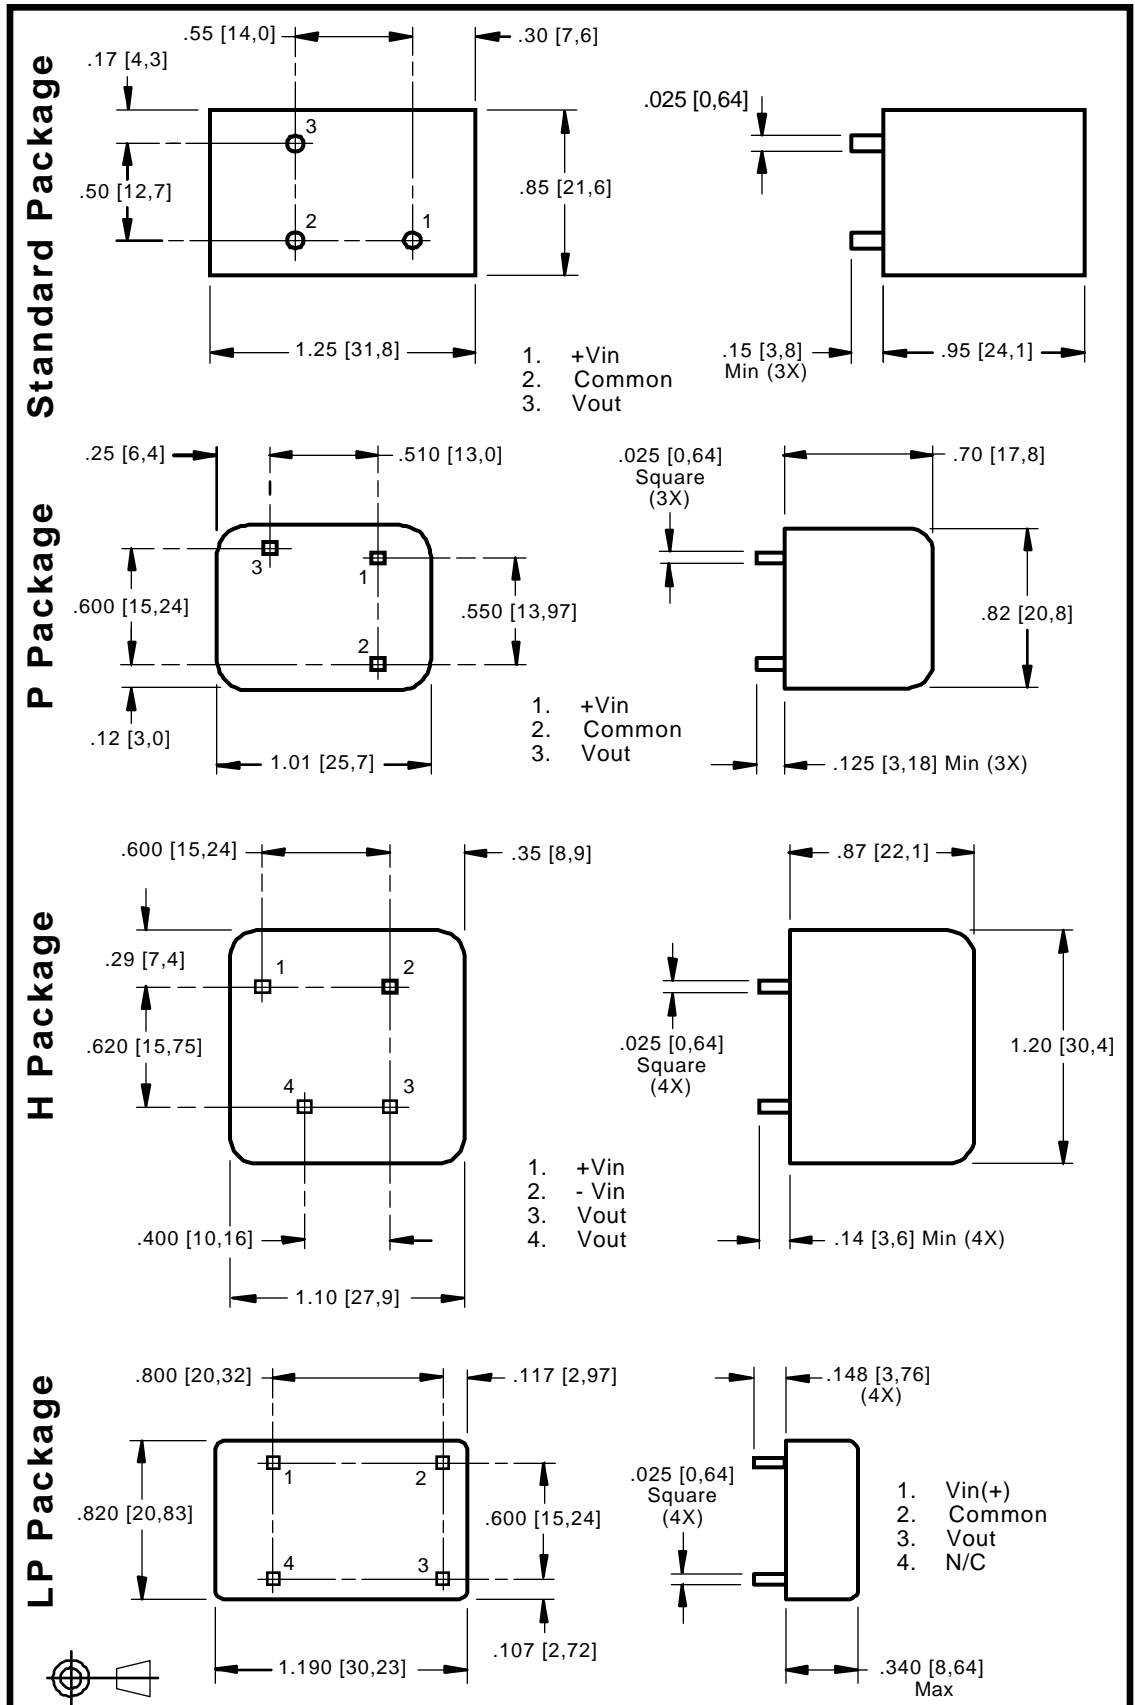 Standard Package
.55 [14,0]
.30 [7,6]
.17 [4,3]
.025 [0,64]
3
.50 [12,7]
.85 [21,6]
2
1
1.25 [31,8]
.15 [3,8]
Min (3X)
.95 [24,1]
1. +Vin
2. Common
3. Vout
P Package
.25 [6,4]
.510 [13,0]
.025 [0,64]
Square
(3X)
.70 [17,8]
3
1
.600 [15,24]
.550 [13,97]
.82 [20,8]
2
.12 [3,0]
1.01 [25,7]
1. +Vin
2. Common
3. Vout
.125 [3,18] Min (3X)
H Package
.600 [15,24]
.35 [8,9]
.87 [22,1]
.29 [7,4]
1
2
.620 [15,75]
.025 [0,64]
Square
(4X)
1.20 [30,4]
4
3
1. +Vin
2. - Vin
3. Vout
4. Vout
.400 [10,16]
.14 [3,6] Min (4X)
1.10 [27,9]
LP Package
.800 [20,32]
.117 [2,97]
.148 [3,76]
(4X)
1
2
.820 [20,83]
.600 [15,24]
.025 [0,64]
Square
(4X)
1. Vin(+)
2. Common
3. Vout
4. N/C
4
3
.107 [2,72]
1.190 [30,23]
.340 [8,64]
Max